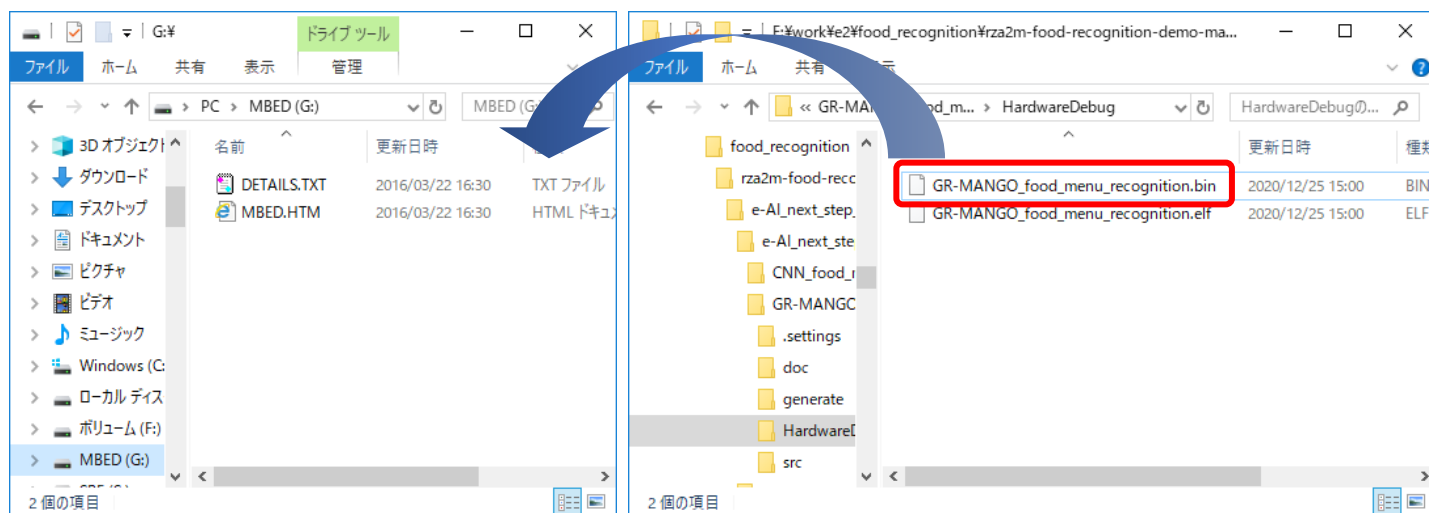 G:¥
ドライブ ツール
ファイル
ホーム
共有
表示
管理
PC
MBED (G:)
名前
更新日時
3D オブジェクト
ダウンロード
デスクトップ
ドキュメント
ピクチャ
ビデオ
ミュージック
Windows (C:
ローカル ディス
ボリューム (F:)
MBED (G:)
DETAILS.TXT 2016/03/22 16:30 TXT ファイル
MBED.HTM 2016/03/22 16:30 HTML ドキュ
2 個の項目
F:¥work¥e2¥food_recognition¥rza2m-food-recognition-demo-ma...
ファイル
ホーム
共有
« GR-MA
od_m...
HardwareDebug
HardwareDebugの...
更新日時
種類
food_recognition
rza2m-food-recc
e-AI_next_step_
e-AI_next_ste
CNN_food_r
GR-MANGC
.settings
doc
generate
HardwareD
src
GR-MANGO_food_menu_recognition.bin 2020/12/25 15:00 BIN
GR-MANGO_food_menu_recognition.elf 2020/12/25 15:00 ELF
2 個の項目